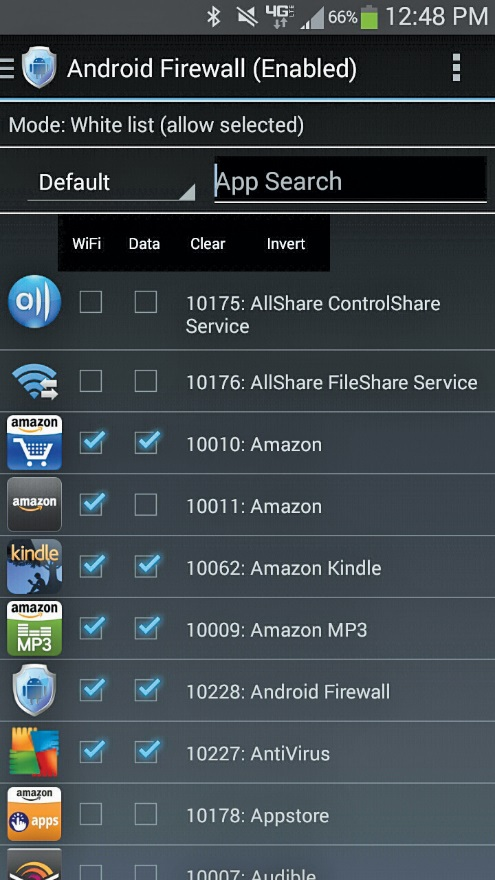 4G LTE 66% 12:48 PM
Android Firewall (Enabled)
Mode: White list (allow selected)
Default App Search
WiFi Data Clear Invert
10175: AllShare ControlShare
Service
10176: AllShare FileShare Service
amazon
10010: Amazon
amazon
10011: Amazon
kindle
10062: Amazon Kindle
amazon
MP3
10009: Amazon MP3
10228: Android Firewall
10227: AntiVirus
amazon
apps
10178: Appstore
10007: Audible